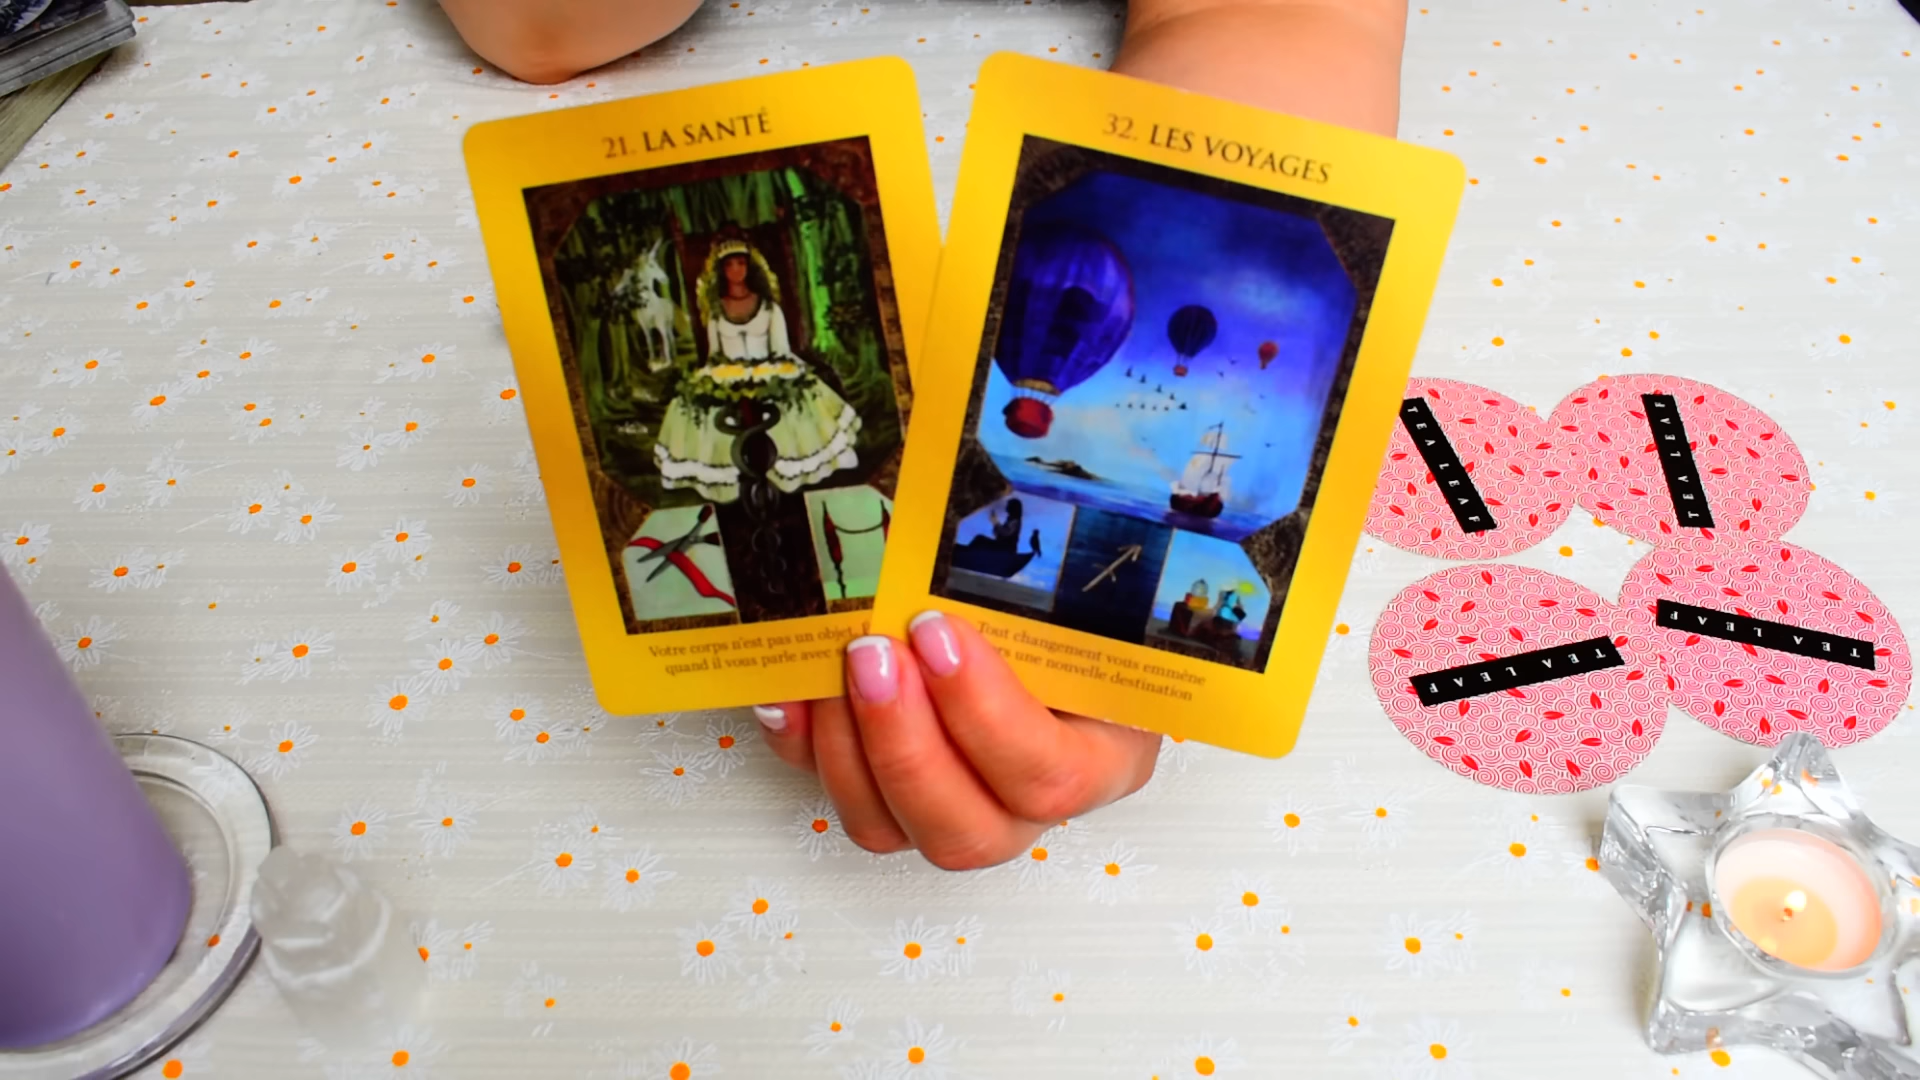 21. LA SANTÉ
Votre corps n'est pas un objet.
quand il vous parle avec
32. LES VOYAGES
Tout changement vous emmène
une nouvelle destination
TEA LEAF
TEA LEAF
TEA LEAF
TEA LEAF